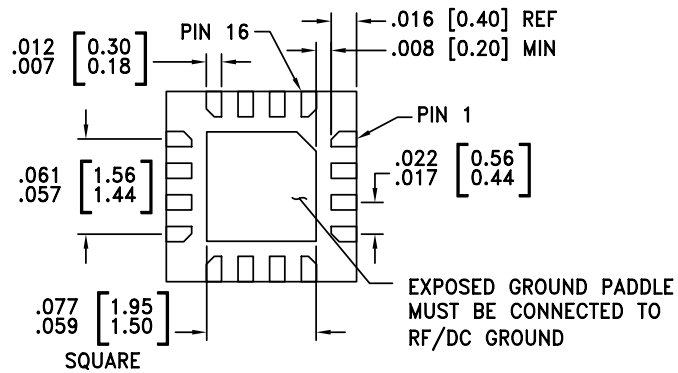 .016 [0.40] REF
PIN 16
.012 [0.30
.007 0.18]
.008 [0.20] MIN
PIN 1
.022 [0.56
.017 0.44]
.061 [1.56
.057 1.44]
EXPOSED GROUND PADDLE
MUST BE CONNECTED TO
RF/DC GROUND
.077 [1.95
.059 1.50]
SQUARE